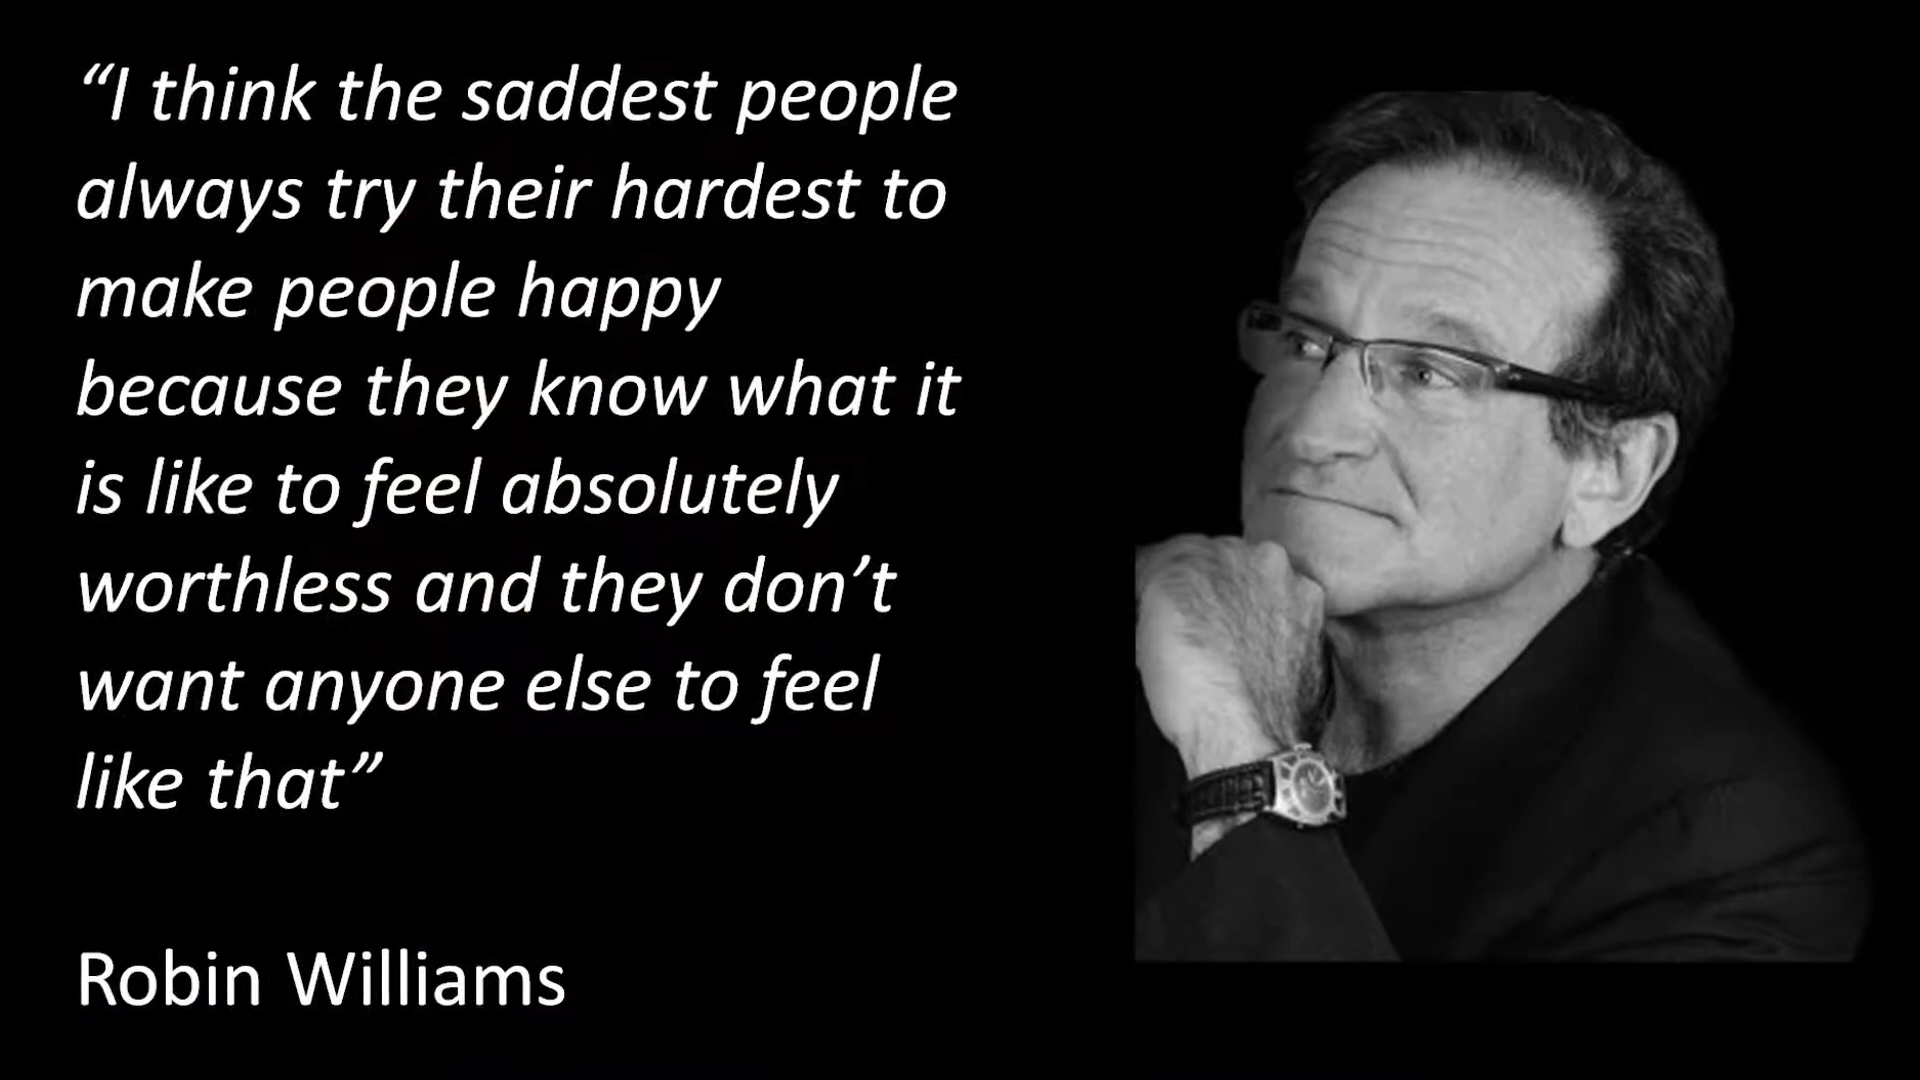 “I think the saddest people
always try their hardest to
make people happy
because they know what it
is like to feel absolutely
worthless and they don’t
want anyone else to feel
like that”
Robin Williams